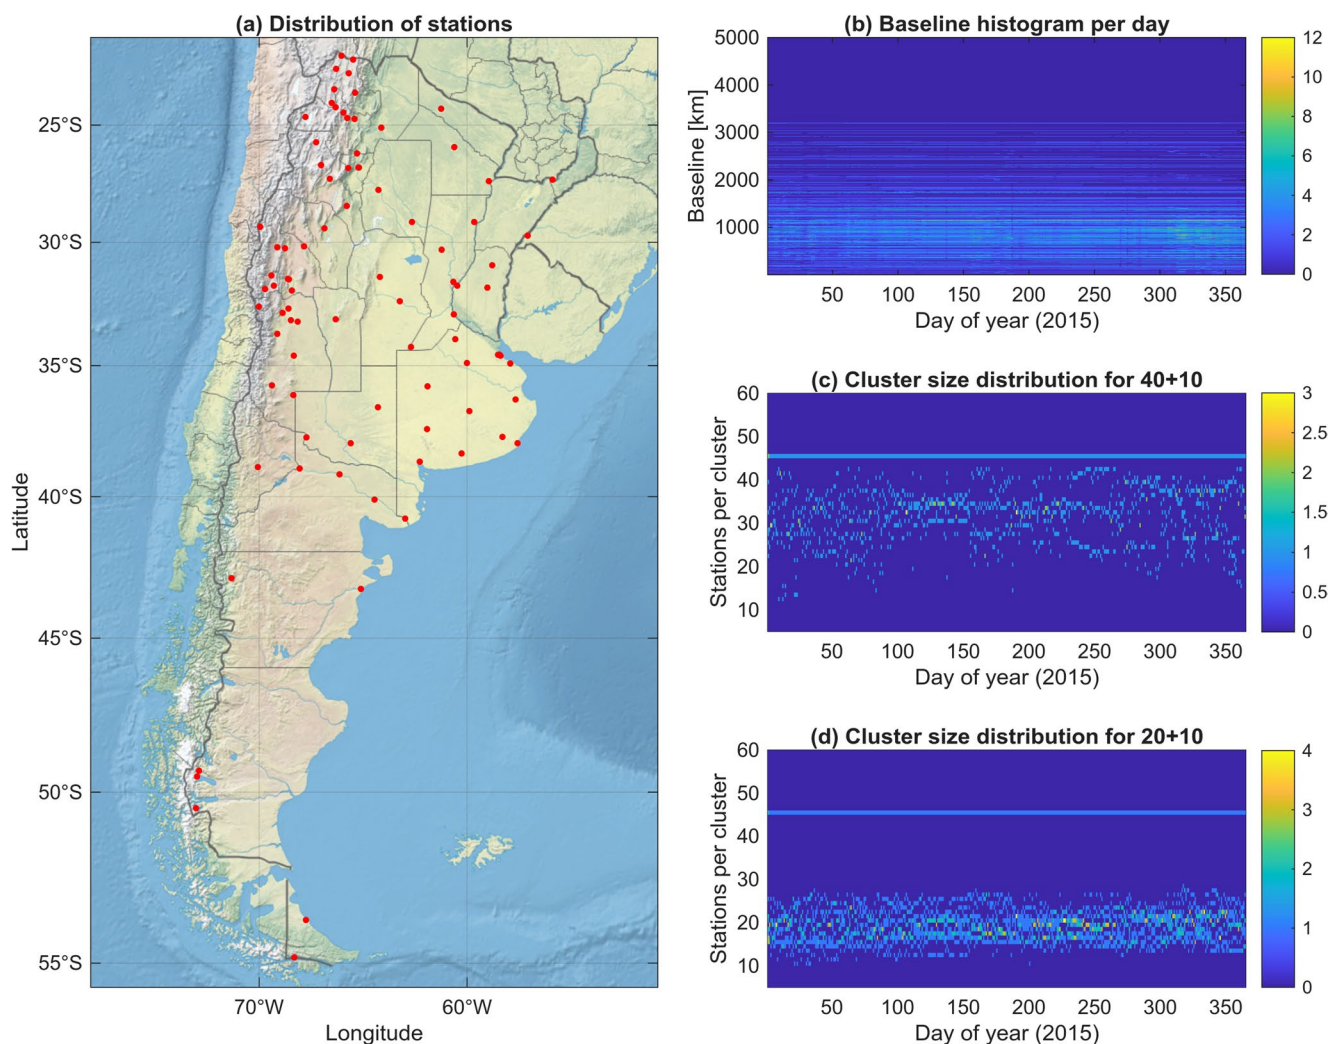 (a) Distribution of stations
25°S
30°S
35°S
40°S
45°S
50°S
55°S
Latitude
70°W 60°W
Longitude
(b) Baseline histogram per day
5000
3000
2000
1000
Baseline [km]
50 100 150 200 250 300 350
Day of year (2015)
12
10
8
6
4
2
0
(c) Cluster size distribution for 40+10
60
50
40
30
20
10
Stations per cluster
50 100 150 200 250 300 350
Day of year (2015)
3
2.5
2
1.5
1
0.5
0
(d) Cluster size distribution for 20+10
60
50
40
30
20
10
Stations per cluster
50 100 150 200 250 300 350
Day of year (2015)
4
3
2
1
0